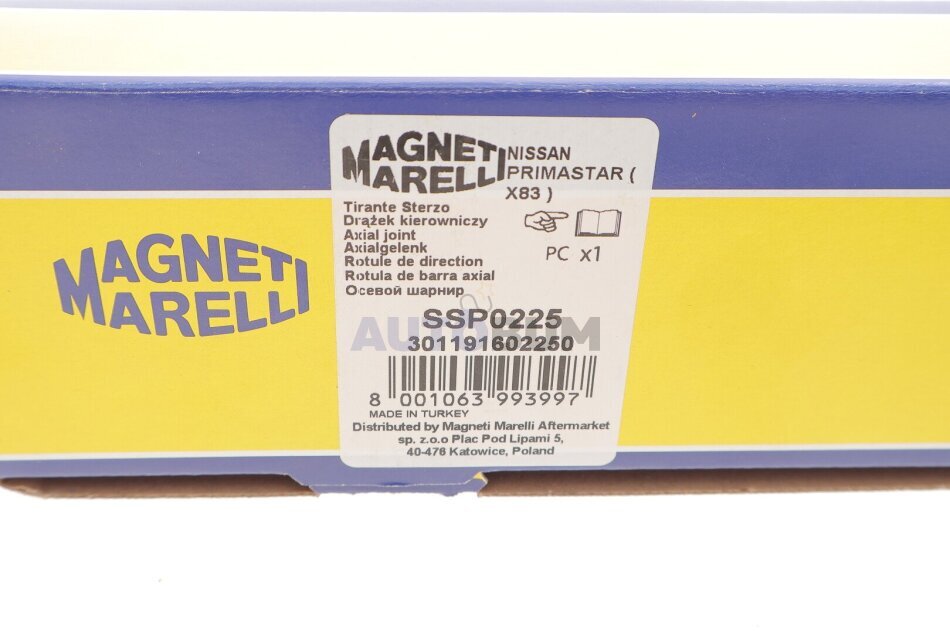 MAGNETI
MARELLI
MAGNETI
MARELLI
NISSAN
PRIMASTAR (
X83 )
Tirante Sterzo
Drążek kierowniczy
Axial joint
Axialgelenk
Rotule de direction
Rotula de barra axial
Осевой шарнир
PC x1
SSP0225
AUTODOM
301191602250
8 001063 993997
MADE IN TURKEY
Distributed by Magneti Marelli Aftermarket
sp. z.o.o Plac Pod Lipami 5,
40-476 Katowice, Poland